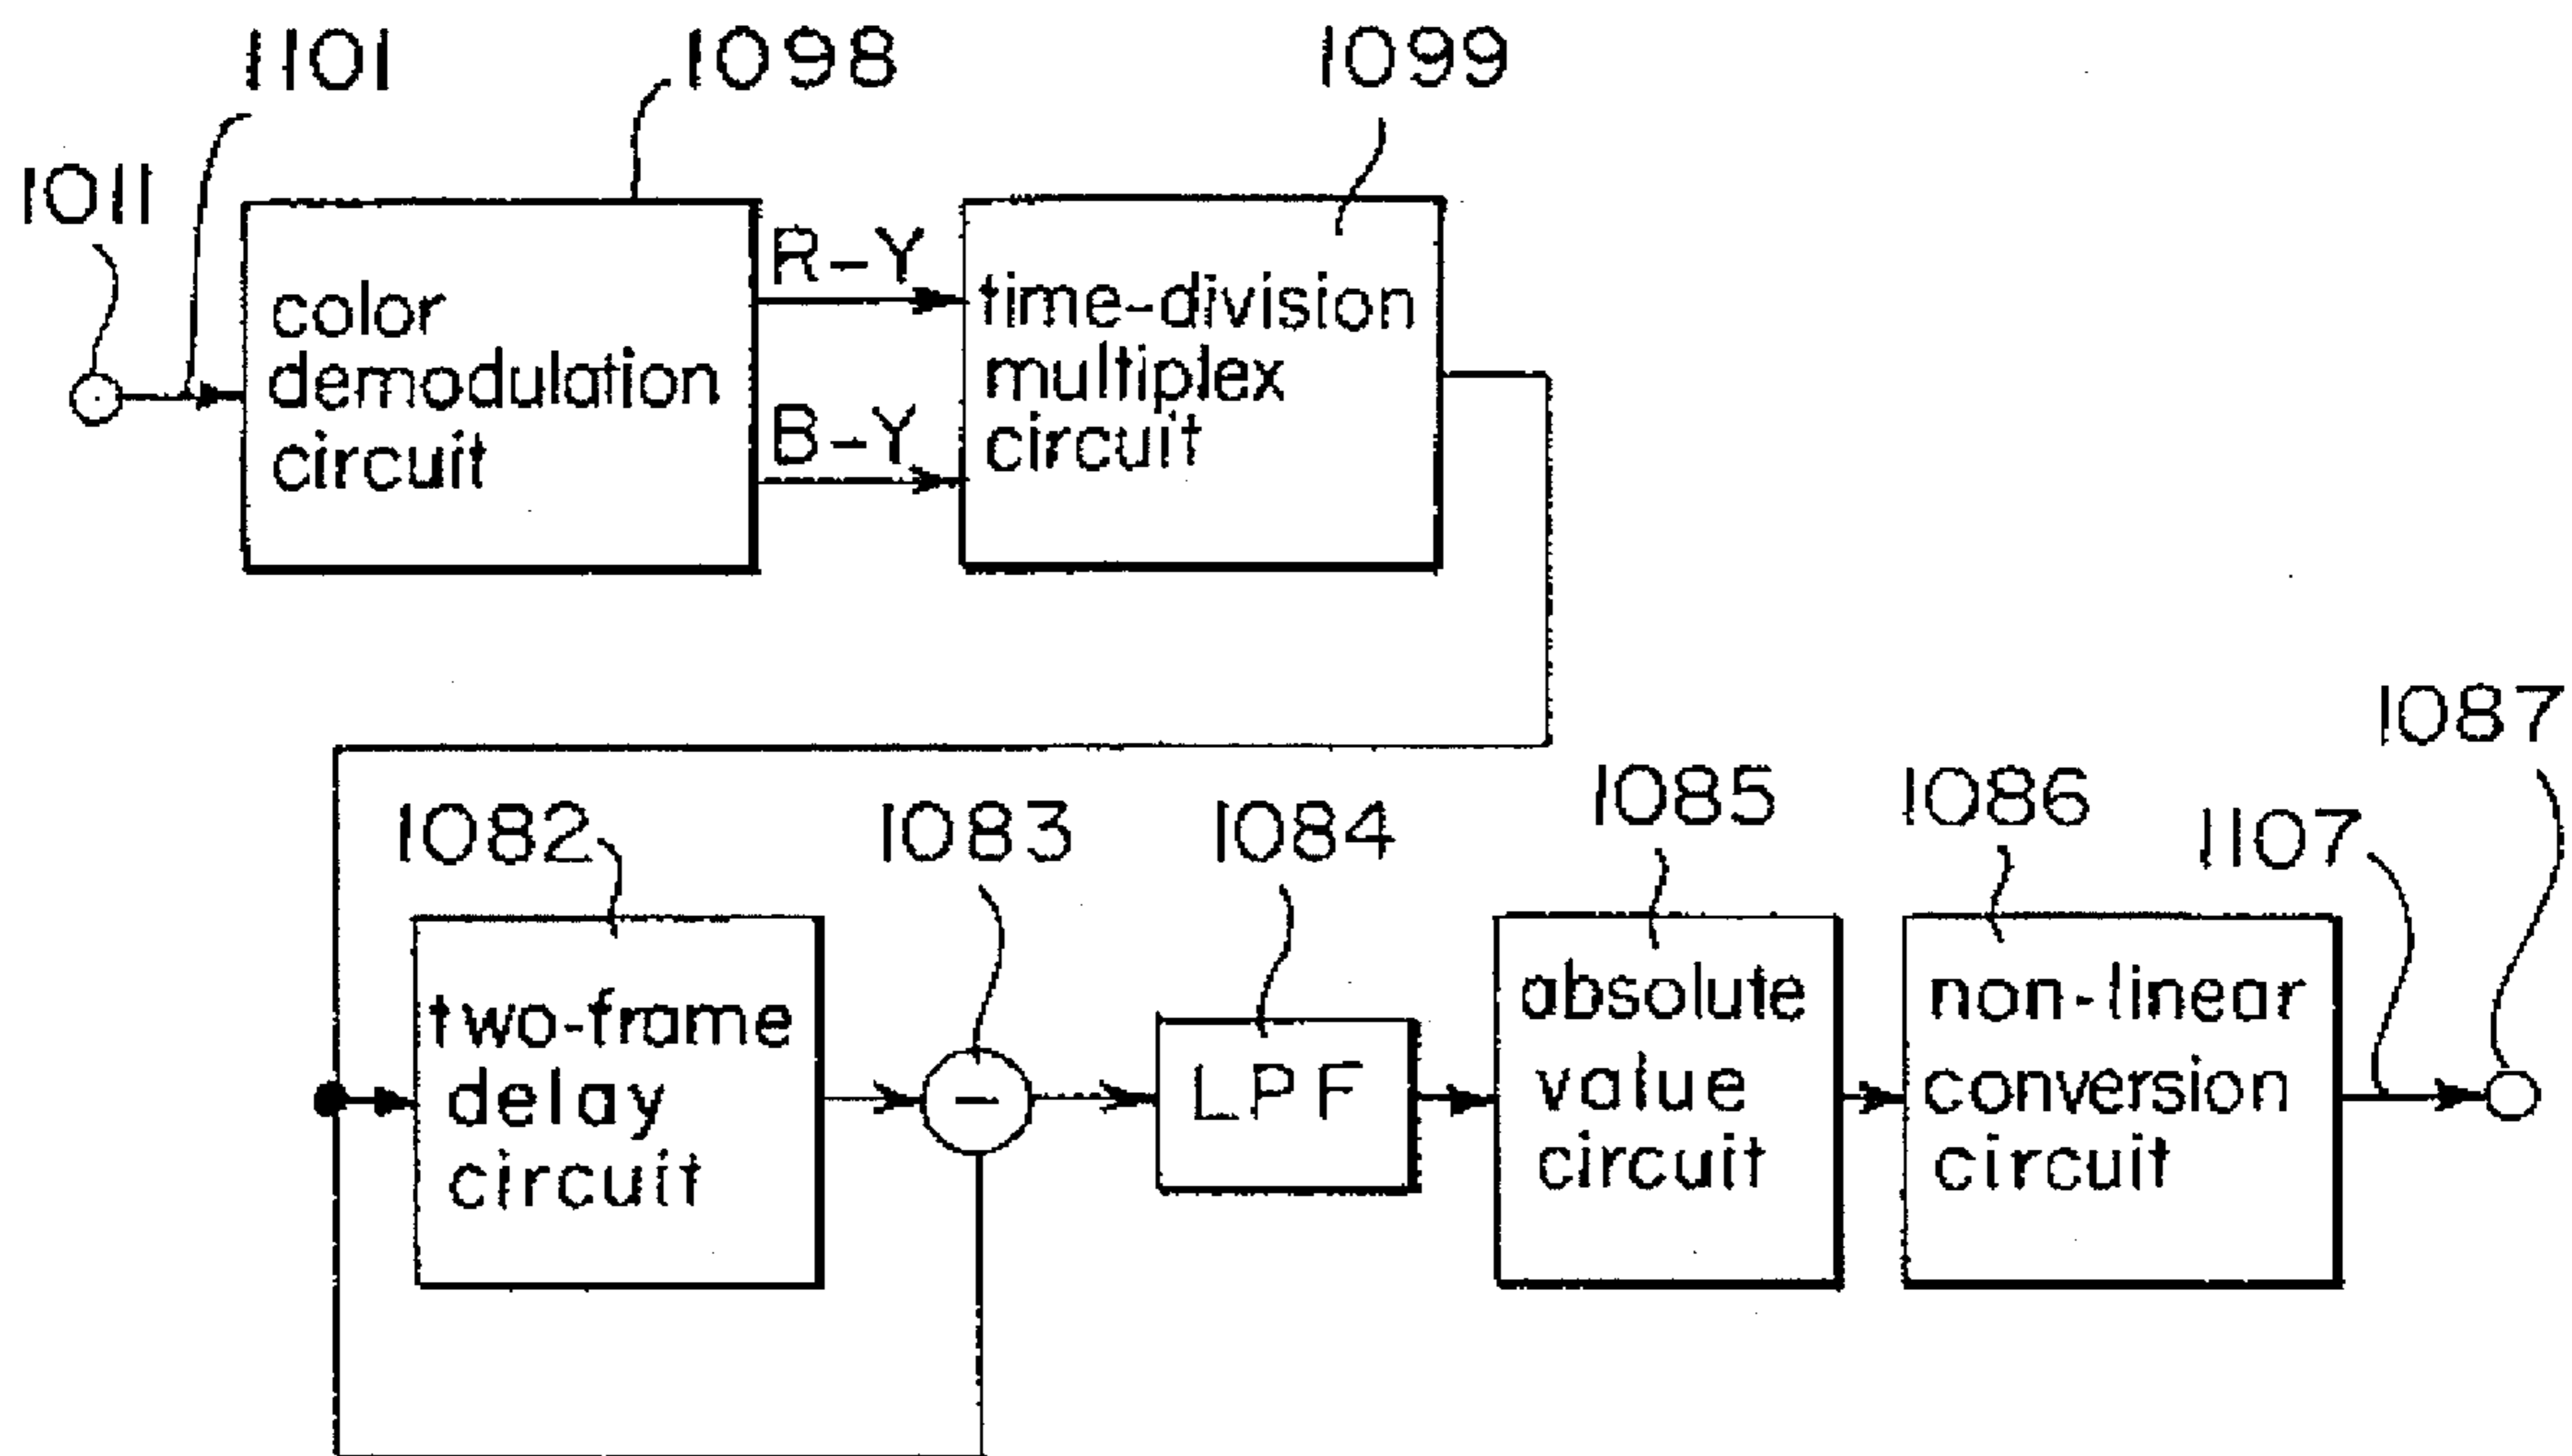 1101
1098
1099
1011
R-Y
B-Y
color
demodulation
circuit
time-division
multiplex
circuit
1087
1082
1083
1084
1085
1086
1107
two-frame
delay
circuit
-
LPF
absolute
value
circuit
non-linear
conversion
circuit